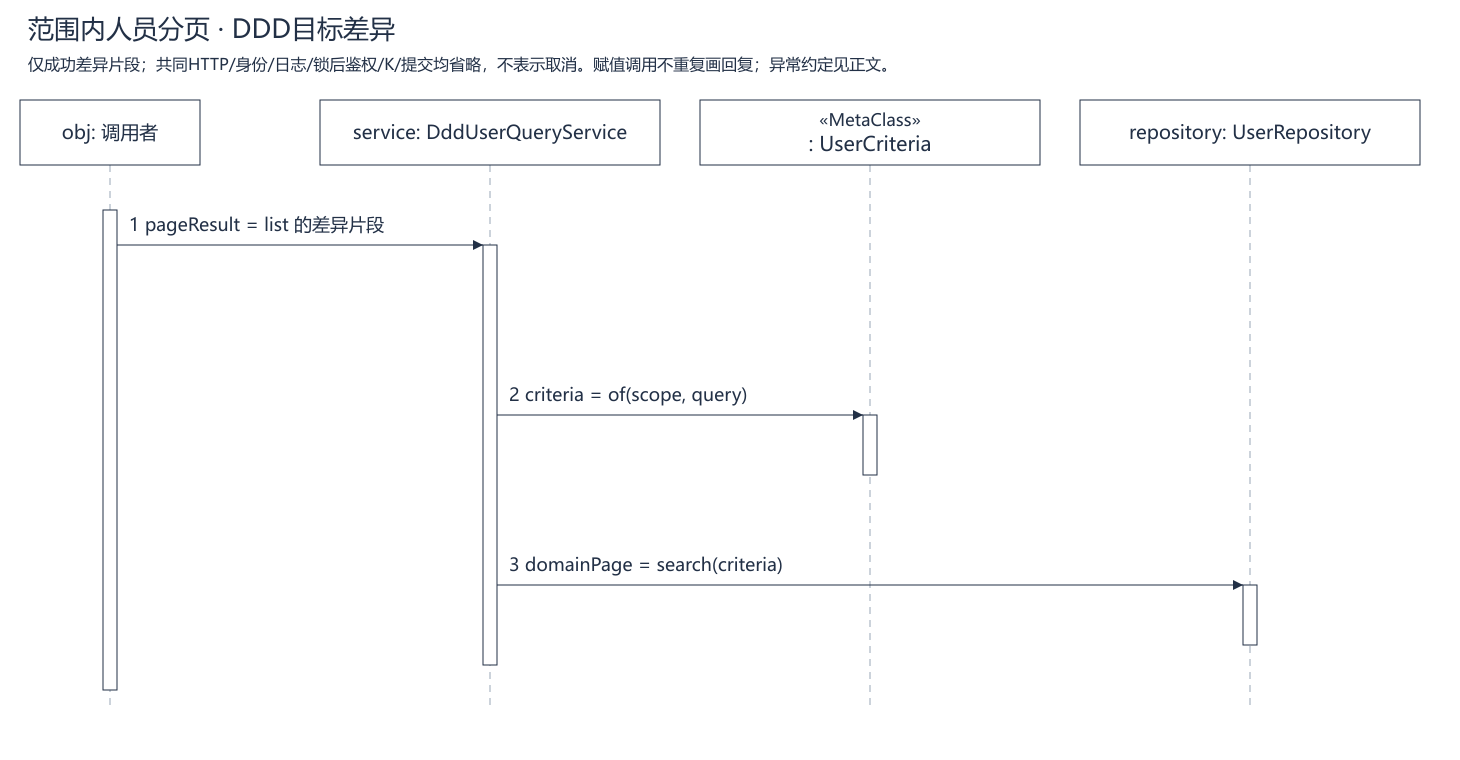 范围内人员分页 · DDD目标差异
仅成功差异片段；共同HTTP/身份/日志/锁后鉴权/K/提交均省略，不表示取消。赋值调用不重复画回复；异常约定见正文。
obj: 调用者
service: DddUserQueryService
«MetaClass»
: UserCriteria
repository: UserRepository
1 pageResult = list 的差异片段
2 criteria = of(scope, query)
3 domainPage = search(criteria)